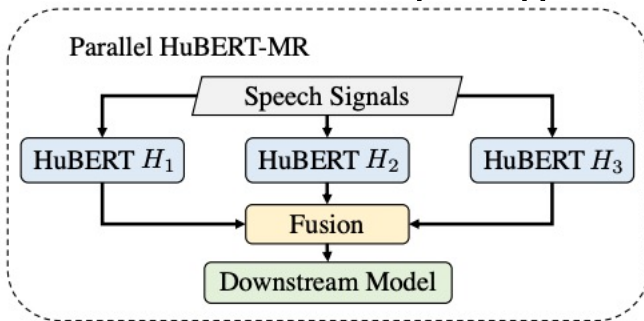 Parallel HuBERT-MR
Speech Signals
HuBERT H₁ HuBERT H₂ HuBERT H₃
Fusion
Downstream Model